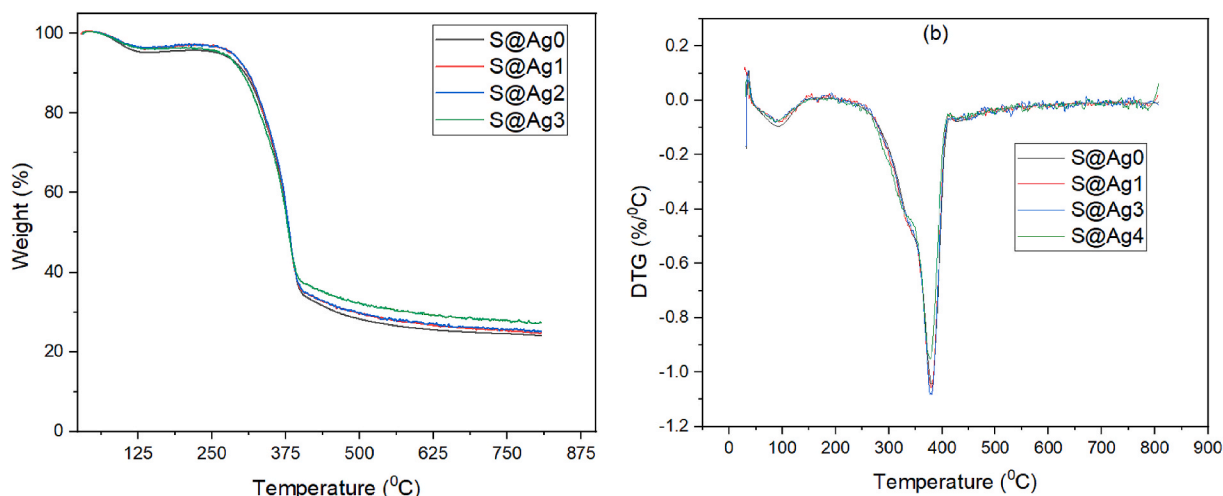 100
80
60
40
20
0
Weight (%)
S@Ag0
S@Ag1
S@Ag2
S@Ag3
125 250 375 500 625 750 875
Temperature (⁰C)
(b)
0.2
0.0
-0.2
-0.4
-0.6
-0.8
-1.0
-1.2
DTG (%/⁰C)
S@Ag0
S@Ag1
S@Ag3
S@Ag4
0 100 200 300 400 500 600 700 800 900
Temperature (⁰C)